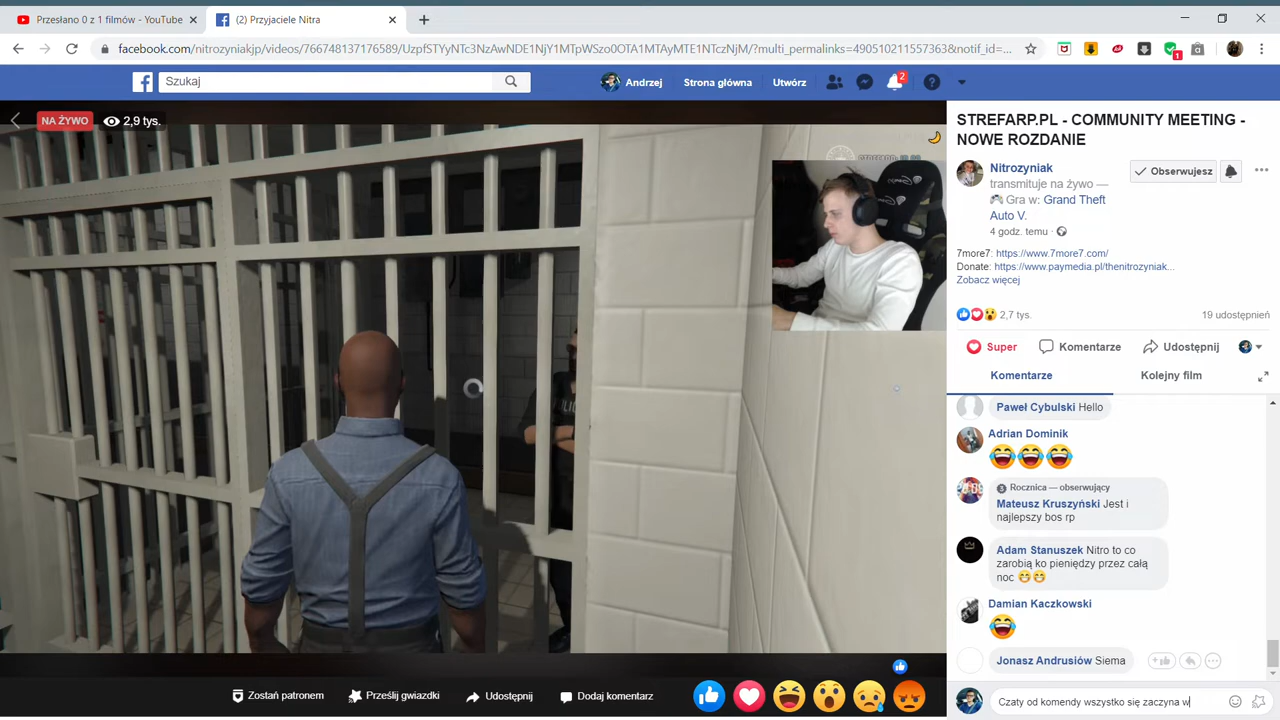 Przesłano 0 z 1 filmów - YouTube
(2) Przyjaciele Nitra
facebook.com/nitrozyniakjp/videos/766748137176589/UzpfSTYyNTc3NzAwNDE1NjY1MTpWSzo0OTA1MTAyMTE1NTczNjM/?multi_permalinks=490510211557363&notif_id=...
1
Szukaj
Andrzej
Strona główna
Utwórz
2
NA ŻYWO
2,9 tys.
STREFARP.PL - COMMUNITY MEETING -
NOWE ROZDANIE
Nitrozyniak
transmituje na żywo —
Gra w: Grand Theft
Auto V.
4 godz. temu ·
Obserwujesz
7more7: https://www.7more7.com/
Donate: https://www.paymedia.pl/thenitrozyniak...
Zobacz więcej
2,7 tys.
19 udostępnień
Super
Komentarze
Udostępnij
Komentarze
Kolejny film
Paweł Cybulski Hello
Adrian Dominik
Rocznica — obserwujący
Mateusz Kruszyński Jest i
najlepszy bos rp
Adam Stanuszek Nitro to co
zarobią ko pieniędzy przez całą
noc
Damian Kaczkowski
Jonasz Andrusiów Siema
Czaty od komendy wszystko się zaczyna w
Zostań patronem
Prześlij gwiazdki
Udostępnij
Dodaj komentarz